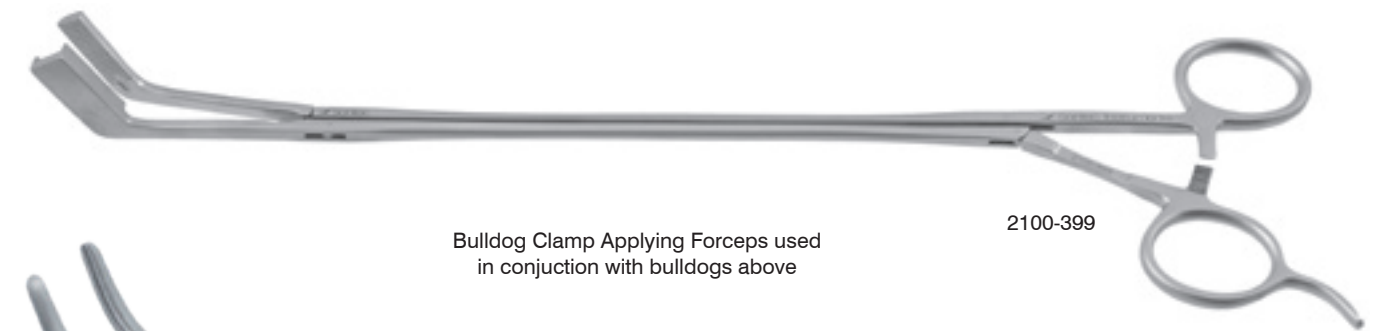 2100-399
Bulldog Clamp Applying Forceps used
in conjuction with bulldogs above